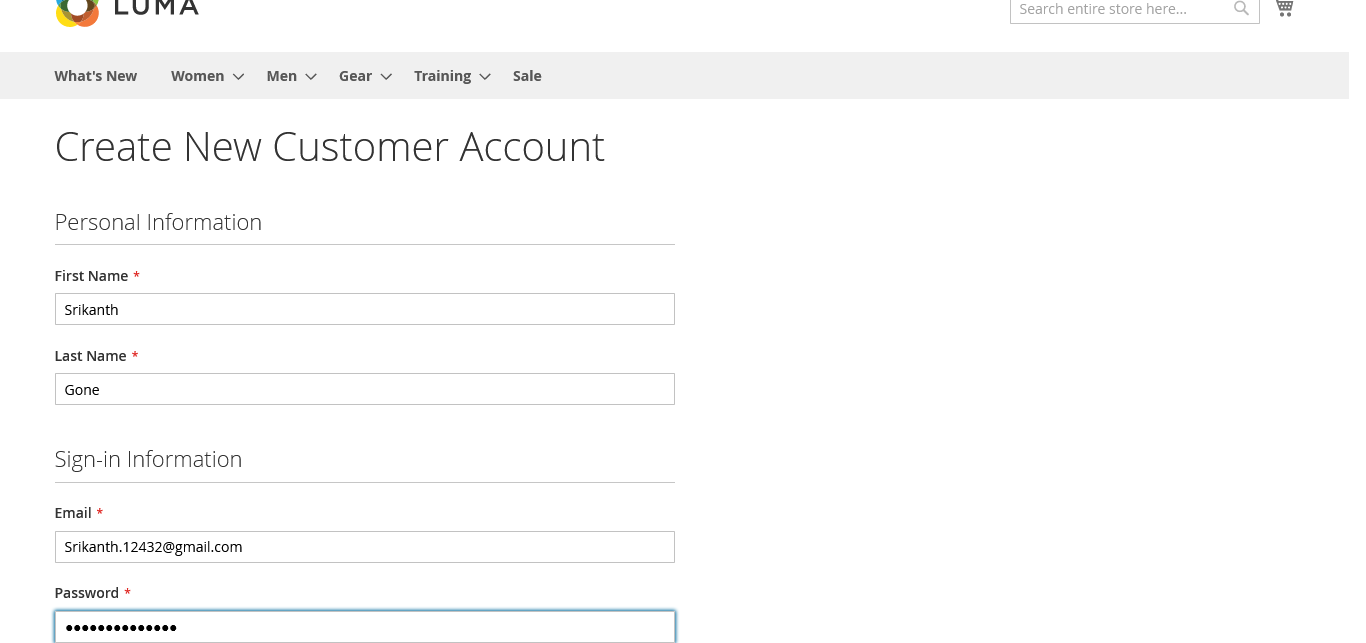 LUMA
Search entire store here...
What's New Women Men Gear Training Sale
Create New Customer Account
Personal Information
First Name *
Srikanth
Last Name *
Gone
Sign-in Information
Email *
Srikanth.12432@gmail.com
Password *
••••••••••••••